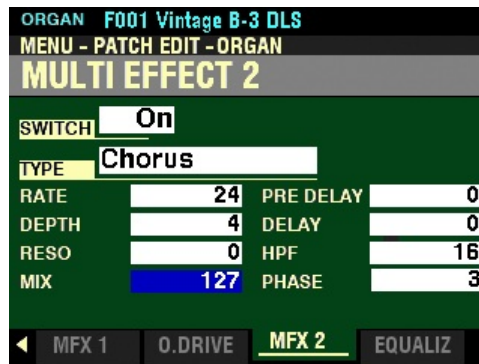 ORGAN F001 Vintage B-3 DLS
MENU - PATCH EDIT - ORGAN
MULTI EFFECT 2
SWITCH On
TYPE Chorus
RATE 24 PRE DELAY 0
DEPTH 4 DELAY 0
RESO 0 HPF 16
MIX 127 PHASE 3
MFX 1 O.DRIVE MFX 2 EQUALIZ